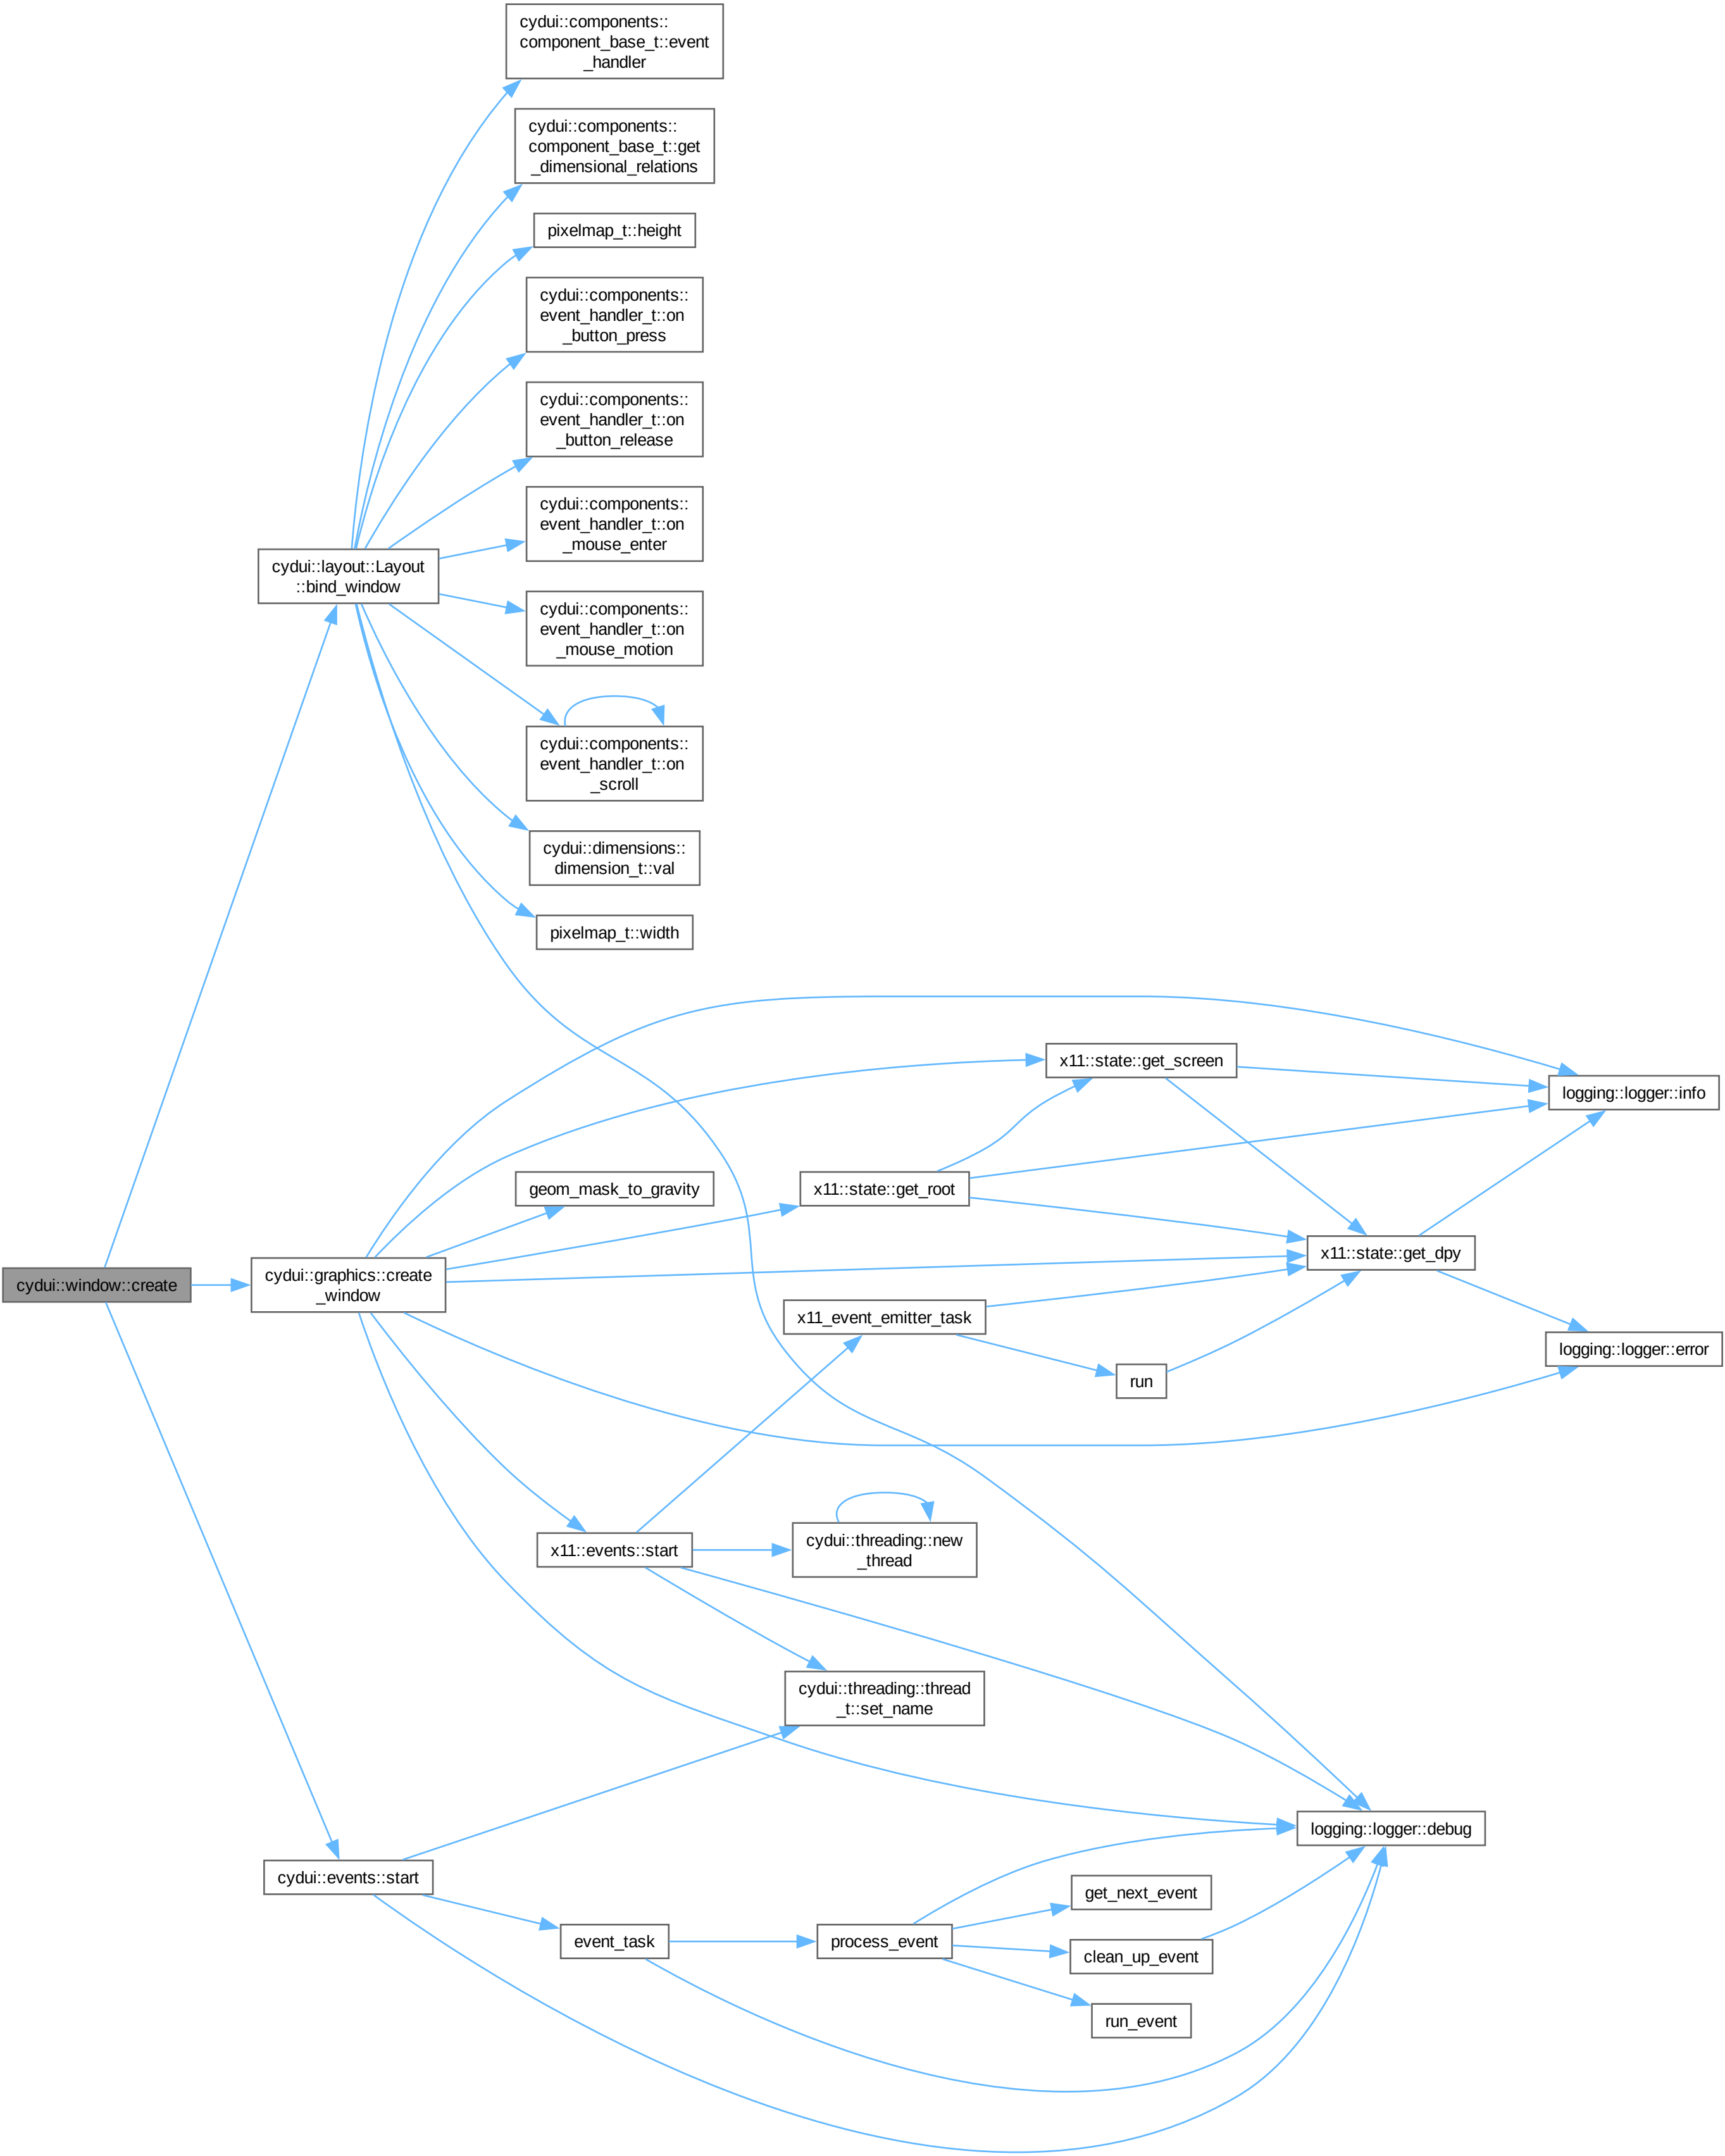 cydui::components::
component_base_t::event
_handler
cydui::components::
component_base_t::get
_dimensional_relations
pixelmap_t::height
cydui::components::
event_handler_t::on
_button_press
cydui::components::
event_handler_t::on
_button_release
cydui::components::
event_handler_t::on
_mouse_enter
cydui::layout::Layout
::bind_window
cydui::components::
event_handler_t::on
_mouse_motion
cydui::components::
event_handler_t::on
_scroll
cydui::dimensions::
dimension_t::val
pixelmap_t::width
x11::state::get_screen
logging::logger::info
geom_mask_to_gravity
x11::state::get_root
x11::state::get_dpy
cydui::window::create
cydui::graphics::create
_window
x11_event_emitter_task
logging::logger::error
run
x11::events::start
cydui::threading::new
_thread
cydui::threading::thread
_t::set_name
logging::logger::debug
cydui::events::start
get_next_event
event_task
process_event
clean_up_event
run_event